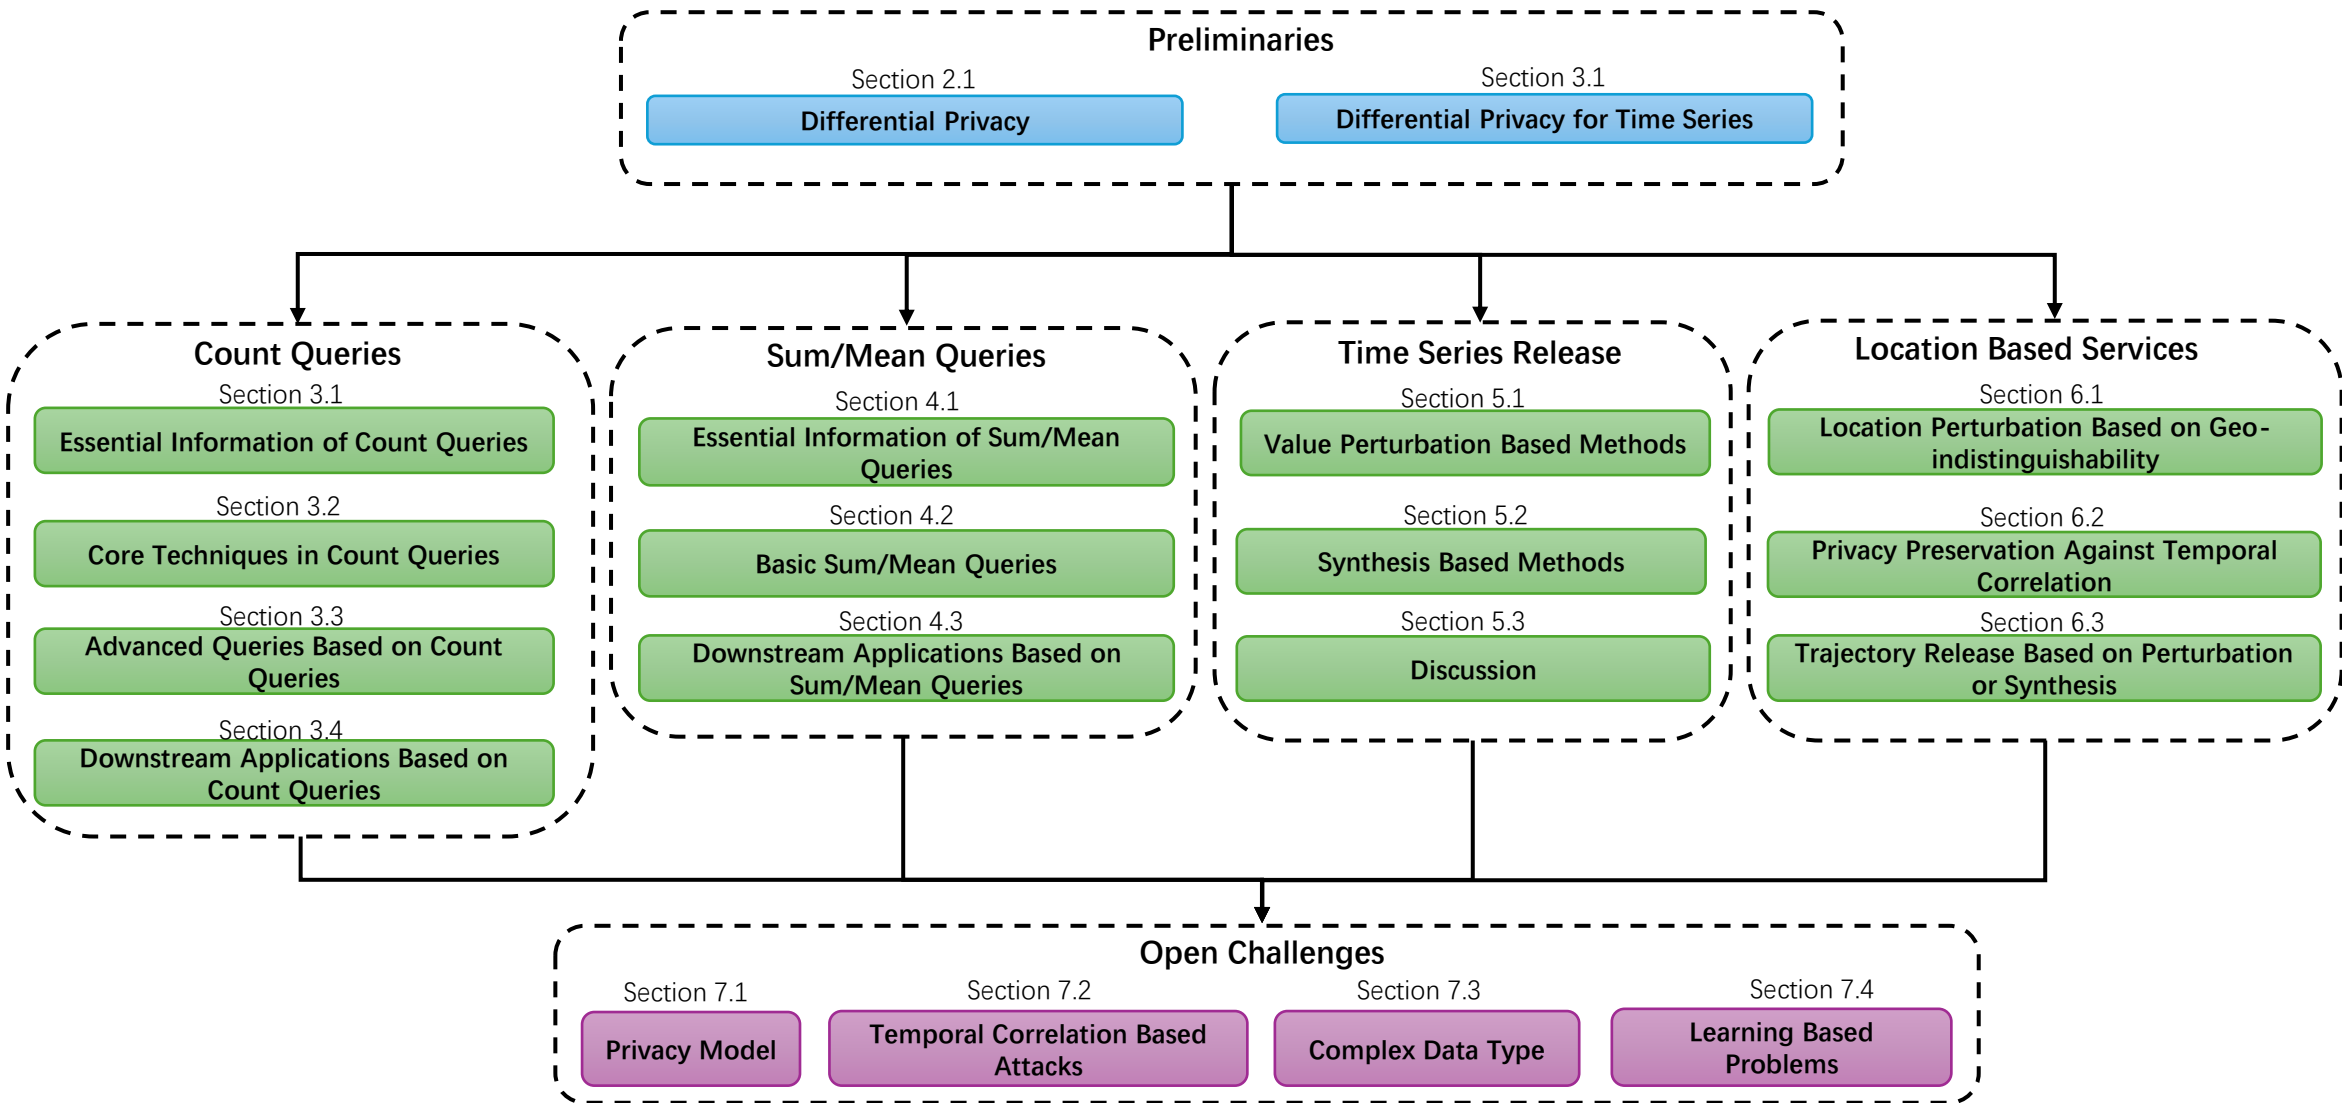 Preliminaries
Section 2.1
Differential Privacy
Section 3.1
Differential Privacy for Time Series
Count Queries
Section 3.1
Essential Information of Count Queries
Section 3.2
Core Techniques in Count Queries
Section 3.3
Advanced Queries Based on Count
Queries
Section 3.4
Downstream Applications Based on
Count Queries
Sum/Mean Queries
Section 4.1
Essential Information of Sum/Mean
Queries
Section 4.2
Basic Sum/Mean Queries
Section 4.3
Downstream Applications Based on
Sum/Mean Queries
Time Series Release
Section 5.1
Value Perturbation Based Methods
Section 5.2
Synthesis Based Methods
Section 5.3
Discussion
Location Based Services
Section 6.1
Location Perturbation Based on Geo-
indistinguishability
Section 6.2
Privacy Preservation Against Temporal
Correlation
Section 6.3
Trajectory Release Based on Perturbation
or Synthesis
Open Challenges
Section 7.1
Privacy Model
Section 7.2
Temporal Correlation Based
Attacks
Section 7.3
Complex Data Type
Section 7.4
Learning Based
Problems